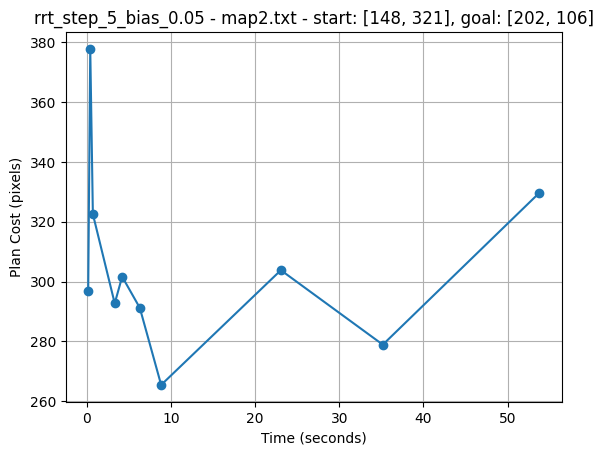 rrt_step_5_bias_0.05 - map2.txt - start: [148, 321], goal: [202, 106]
380
360
340
320
300
280
260
Plan Cost (pixels)
0 10 20 30 40 50
Time (seconds)